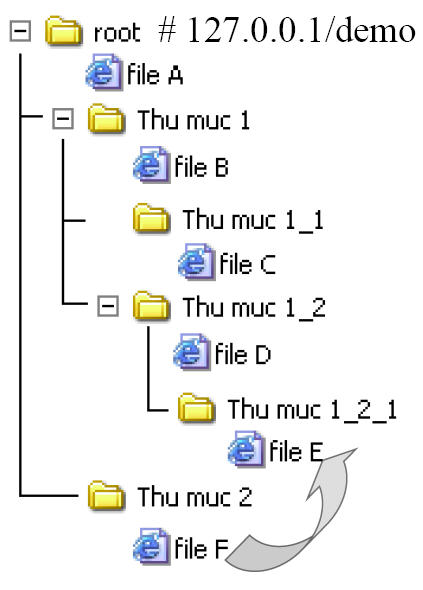 root # 127.0.0.1/demo
file A
Thu muc 1
file B
Thu muc 1_1
file C
Thu muc 1_2
file D
Thu muc 1_2_1
file E
Thu muc 2
file F